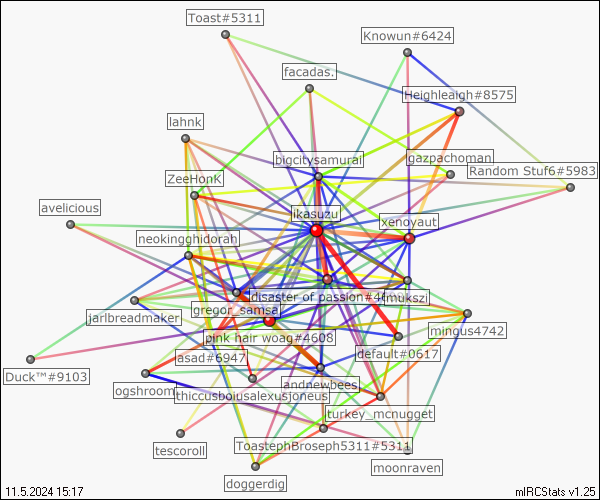 Toast#5311
Knowun#6424
facadas.
Heighleagh#8575
lahnk
bigcitysamurai
gazpachoman
Random Stuf6#5983
ZeeHonK
avelicious
ikasuzu
xenoyaut
neokingghidorah
disaster of passion#4
mukszi
gregor_samsa
jarlbreadmaker
mingus4742
pink hair woag#4608
default#0617
asad#6947
Duck™#9103
andnewbees
ogshroom
thiccusboiusalexusjoneus
turkey_mcnugget
ToastephBroseph5311#5311
tescoroll
moonraven
doggerdig
11.5.2024 15:17
mIRCStats v1.25